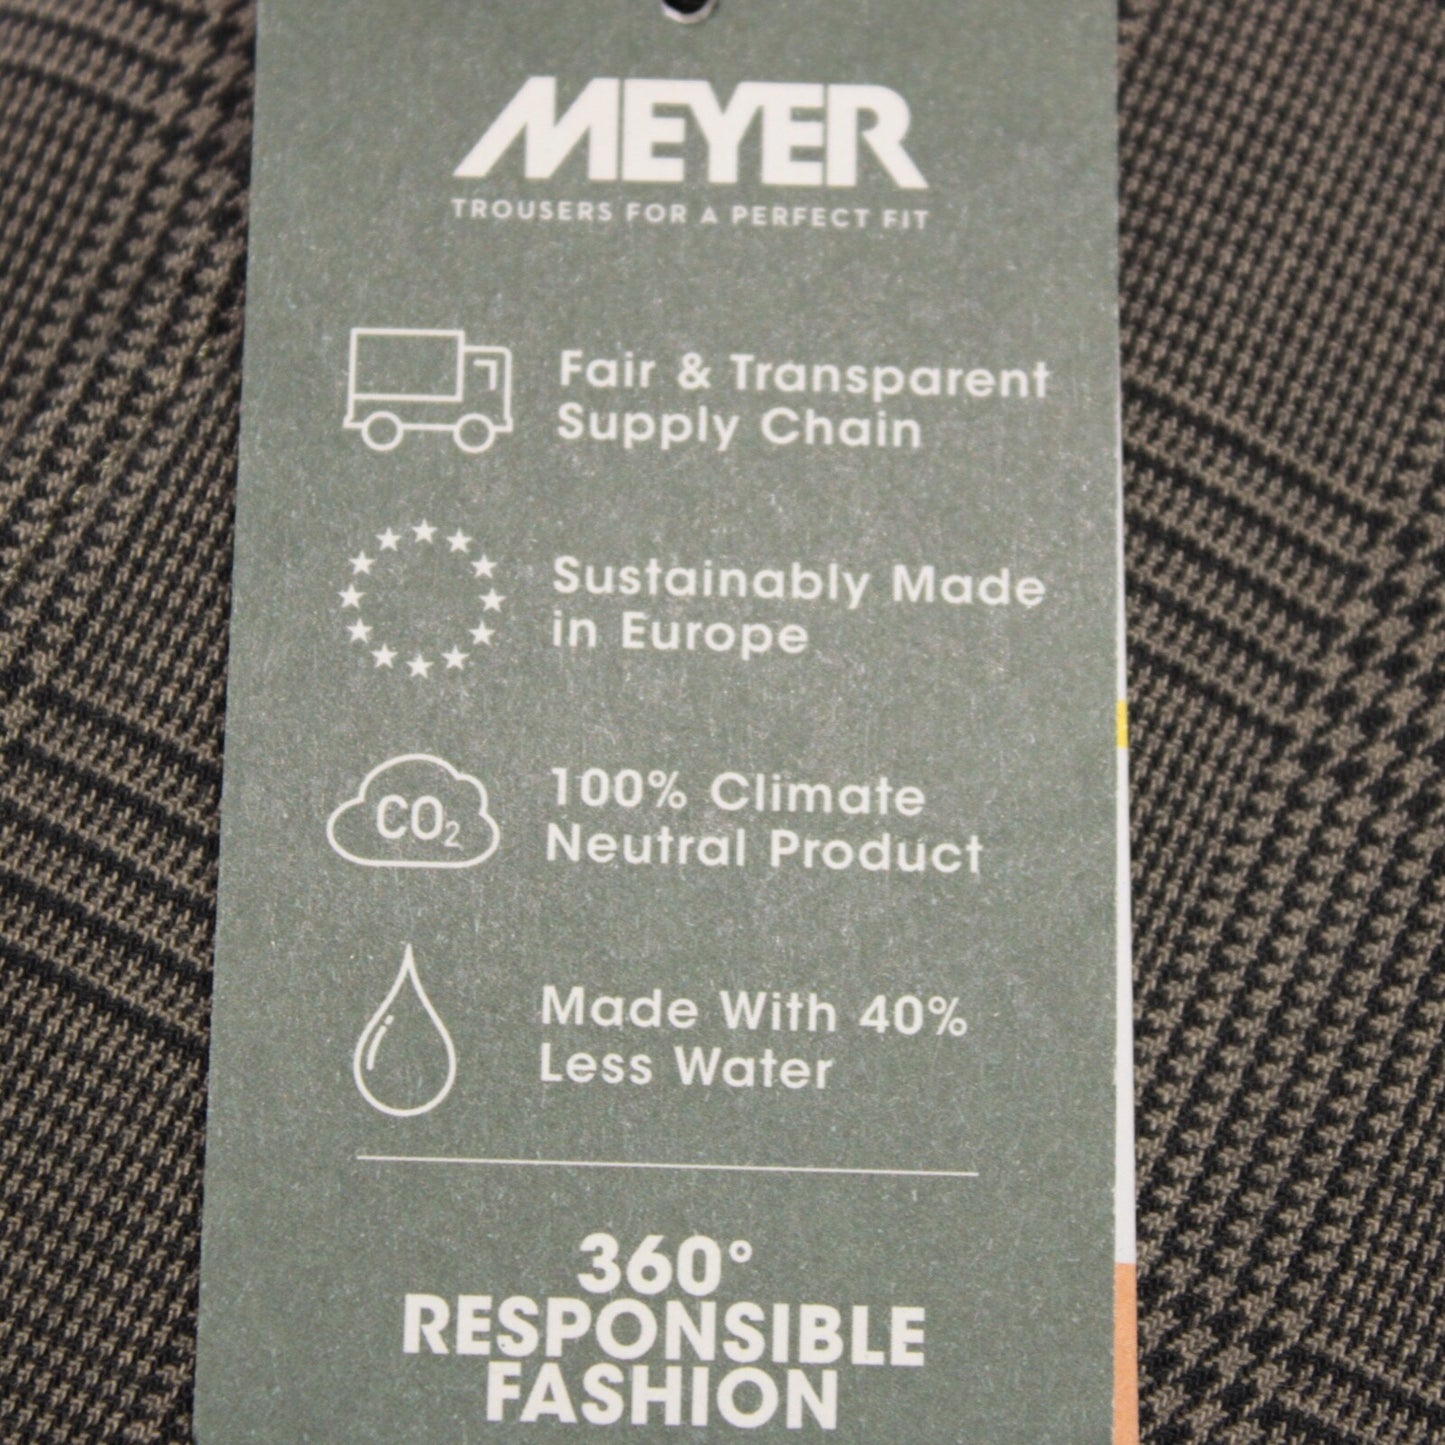 MEYER
TROUSERS FOR A PERFECT FIT
Fair & Transparent
Supply Chain
Sustainably Made
in Europe
CO₂
100% Climate
Neutral Product
Made With 40%
Less Water
360°
RESPONSIBLE
FASHION